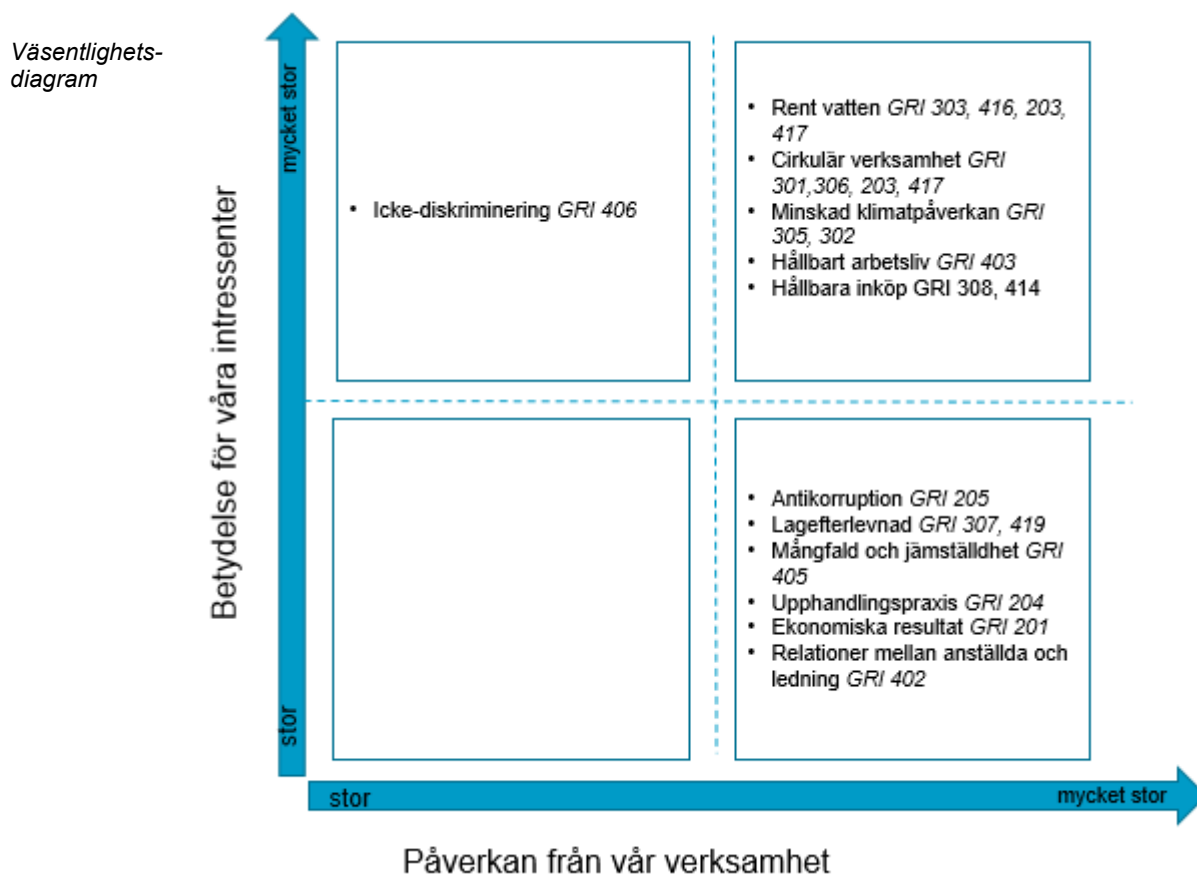 Väsentlighets-
diagram
mycket stor
stor
Betydelse för våra intressenter
• Icke-diskriminering GRI 406
• Rent vatten GRI 303, 416, 203,
417
• Cirkulär verksamhet GRI
301,306, 203, 417
• Minskad klimatpåverkan GRI
305, 302
• Hållbart arbetsliv GRI 403
• Hållbara inköp GRI 308, 414
• Antikorruption GRI 205
• Lagefterlevnad GRI 307, 419
• Mångfald och jämställdhet GRI
405
• Upphandlingspraxis GRI 204
• Ekonomiska resultat GRI 201
• Relationer mellan anställda och
ledning GRI 402
stor
mycket stor
Påverkan från vår verksamhet